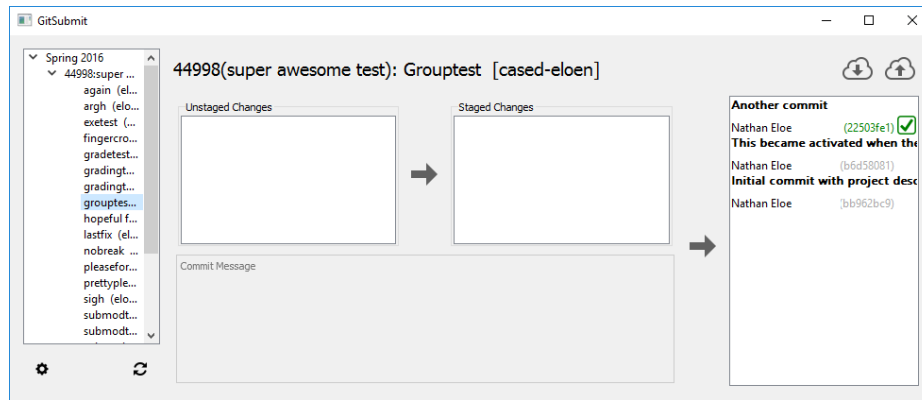 GitSubmit
Spring 2016
44998:super ...
again (el...
argh (elo...
exetest (...
fingercro...
gradetest...
gradingt...
gradingt...
grouptes...
hopeful f...
lastfix (el...
nobreak ...
pleasefor...
prettyple...
sigh (elo...
submodt...
submodt...
44998(super awesome test): Grouptest [cased-eloen]
Unstaged Changes
Staged Changes
Commit Message
Another commit
Nathan Eloe (22503fe1)
This became activated when the
Nathan Eloe (b6d58081)
Initial commit with project desc
Nathan Eloe (bb962bc9)